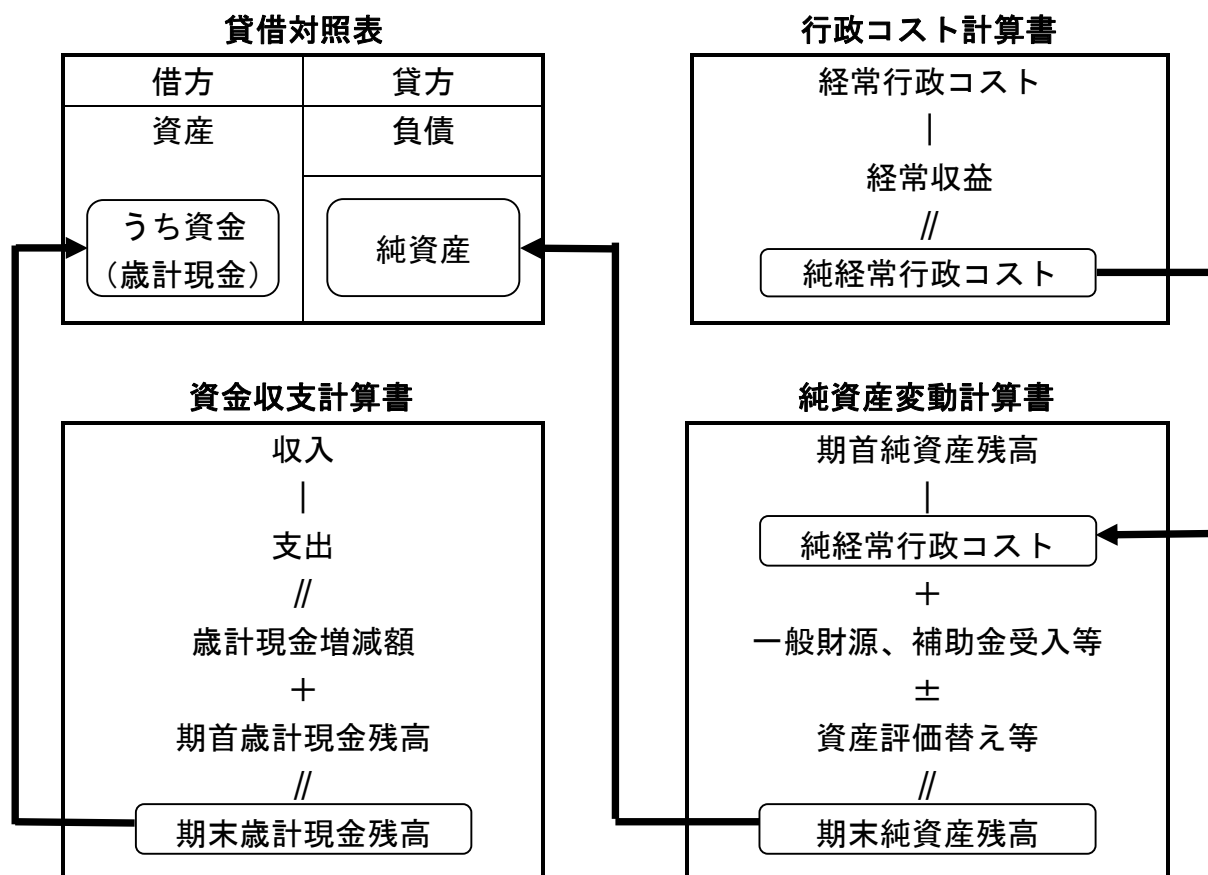 貸借対照表
借方 貸方
資産 負債
うち資金
(歳計現金)
純資産
行政コスト計算書
経常行政コスト
|
経常収益
//
純経常行政コスト
資金収支計算書
収入
|
支出
//
歳計現金増減額
＋
期首歳計現金残高
//
期末歳計現金残高
純資産変動計算書
期首純資産残高
|
純経常行政コスト
＋
一般財源、補助金受入等
±
資産評価替え等
//
期末純資産残高